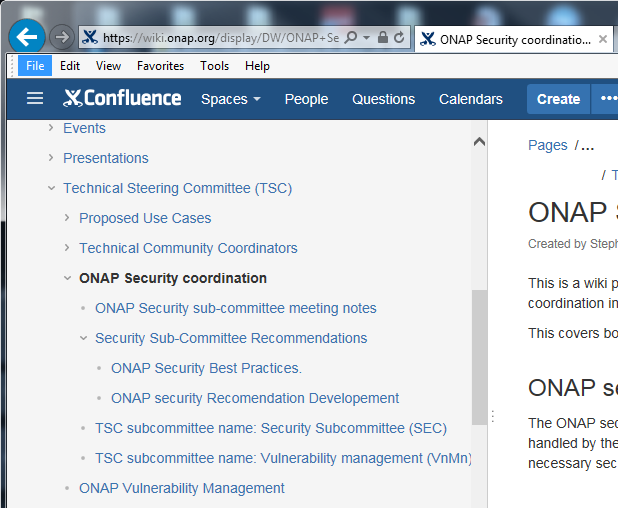 https://wiki.onap.org/display/DW/ONAP+Se
ONAP Security coordinatio...
File Edit View Favorites Tools Help
Confluence Spaces People Questions Calendars Create
Events
Presentations
Technical Steering Committee (TSC)
Proposed Use Cases
Technical Community Coordinators
ONAP Security coordination
ONAP Security sub-committee meeting notes
Security Sub-Committee Recommendations
ONAP Security Best Practices.
ONAP security Recomendation Developement
TSC subcommittee name: Security Subcommittee (SEC)
TSC subcommittee name: Vulnerability management (VnMn)
ONAP Vulnerability Management
Pages /...
/ T
ONAP
Created by Steph
This is a wiki p
coordination in
This covers bo
ONAP se
The ONAP sec
handled by the
necessary sec